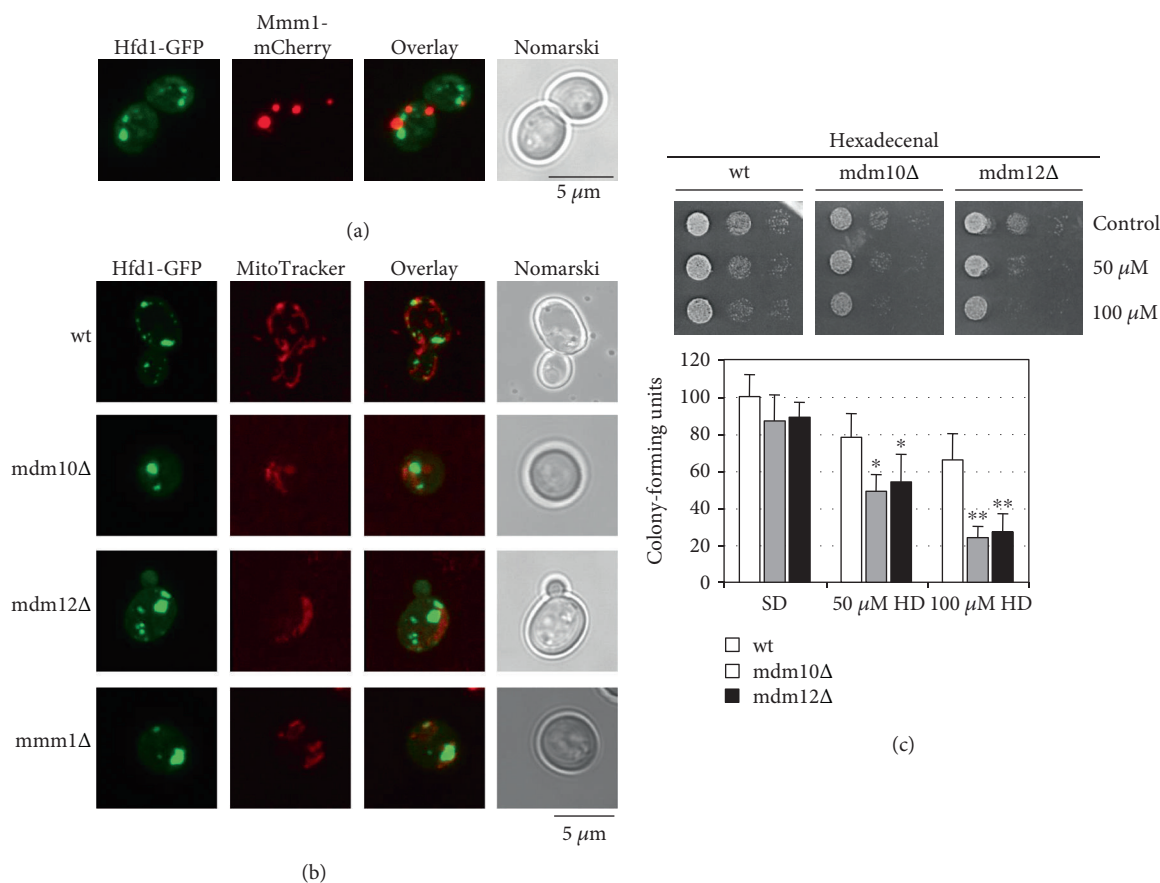 Hfd1-GFP
Mmm1-
mCherry
Overlay
Nomarski
5 μm
(a)
Hfd1-GFP
MitoTracker
Overlay
Nomarski
wt
mdm10Δ
mdm12Δ
mmm1Δ
5 μm
(b)
Hexadecenal
wt
mdm10Δ
mdm12Δ
Control
50 μM
100 μM
Colony-forming units
120
100
80
60
40
20
0
*
*
**
**
SD
50 μM HD
100 μM HD
wt
mdm10Δ
mdm12Δ
(c)